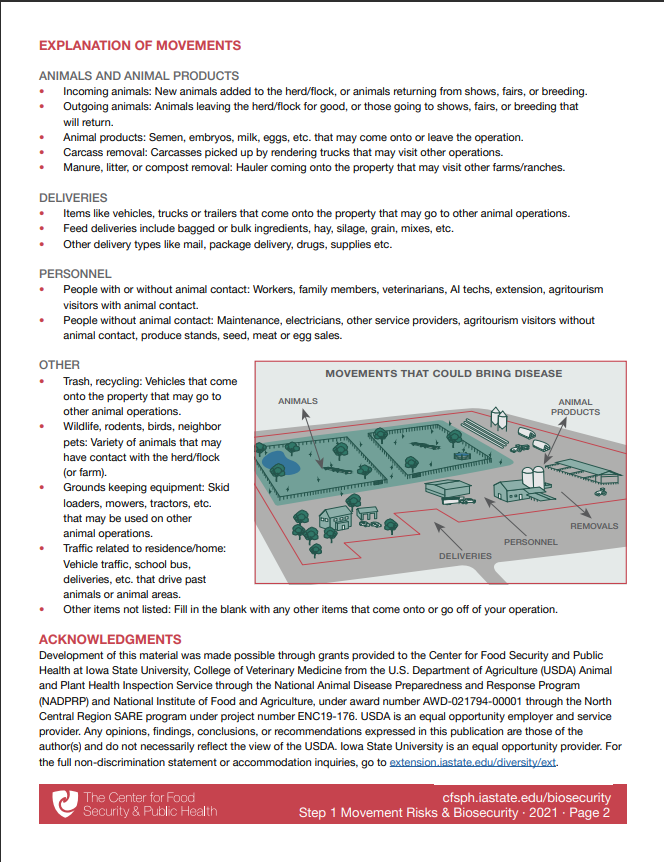 EXPLANATION OF MOVEMENTS
ANIMALS AND ANIMAL PRODUCTS
• Incoming animals: New animals added to the herd/flock, or animals returning from shows, fairs, or breeding.
• Outgoing animals: Animals leaving the herd/flock for good, or those going to shows, fairs, or breeding that
will return.
• Animal products: Semen, embryos, milk, eggs, etc. that may come onto or leave the operation.
• Carcass removal: Carcasses picked up by rendering trucks that may visit other operations.
• Manure, litter, or compost removal: Hauler coming onto the property that may visit other farms/ranches.
DELIVERIES
• Items like vehicles, trucks or trailers that come onto the property that may go to other animal operations.
• Feed deliveries include bagged or bulk ingredients, hay, silage, grain, mixes, etc.
• Other delivery types like mail, package delivery, drugs, supplies etc.
PERSONNEL
• People with or without animal contact: Workers, family members, veterinarians, AI techs, extension, agritourism
visitors with animal contact.
• People without animal contact: Maintenance, electricians, other service providers, agritourism visitors without
animal contact, produce stands, seed, meat or egg sales.
OTHER
• Trash, recycling: Vehicles that come
onto the property that may go to
other animal operations.
• Wildlife, rodents, birds, neighbor
pets: Variety of animals that may
have contact with the herd/flock
(or farm).
• Grounds keeping equipment: Skid
loaders, mowers, tractors, etc.
that may be used on other
animal operations.
• Traffic related to residence/home:
Vehicle traffic, school bus,
deliveries, etc. that drive past
animals or animal areas.
• Other items not listed: Fill in the blank with any other items that come onto or go off of your operation.
MOVEMENTS THAT COULD BRING DISEASE
ANIMALS
ANIMAL
PRODUCTS
REMOVALS
PERSONNEL
DELIVERIES
ACKNOWLEDGMENTS
Development of this material was made possible through grants provided to the Center for Food Security and Public
Health at Iowa State University, College of Veterinary Medicine from the U.S. Department of Agriculture (USDA) Animal
and Plant Health Inspection Service through the National Animal Disease Preparedness and Response Program
(NADPRP) and National Institute of Food and Agriculture, under award number AWD-021794-00001 through the North
Central Region SARE program under project number ENC19-176. USDA is an equal opportunity employer and service
provider. Any opinions, findings, conclusions, or recommendations expressed in this publication are those of the
author(s) and do not necessarily reflect the view of the USDA. Iowa State University is an equal opportunity provider. For
the full non-discrimination statement or accommodation inquiries, go to extension.iastate.edu/diversity/ext.
The Center for Food
Security & Public Health
cfsph.iastate.edu/biosecurity
Step 1 Movement Risks & Biosecurity · 2021 · Page 2